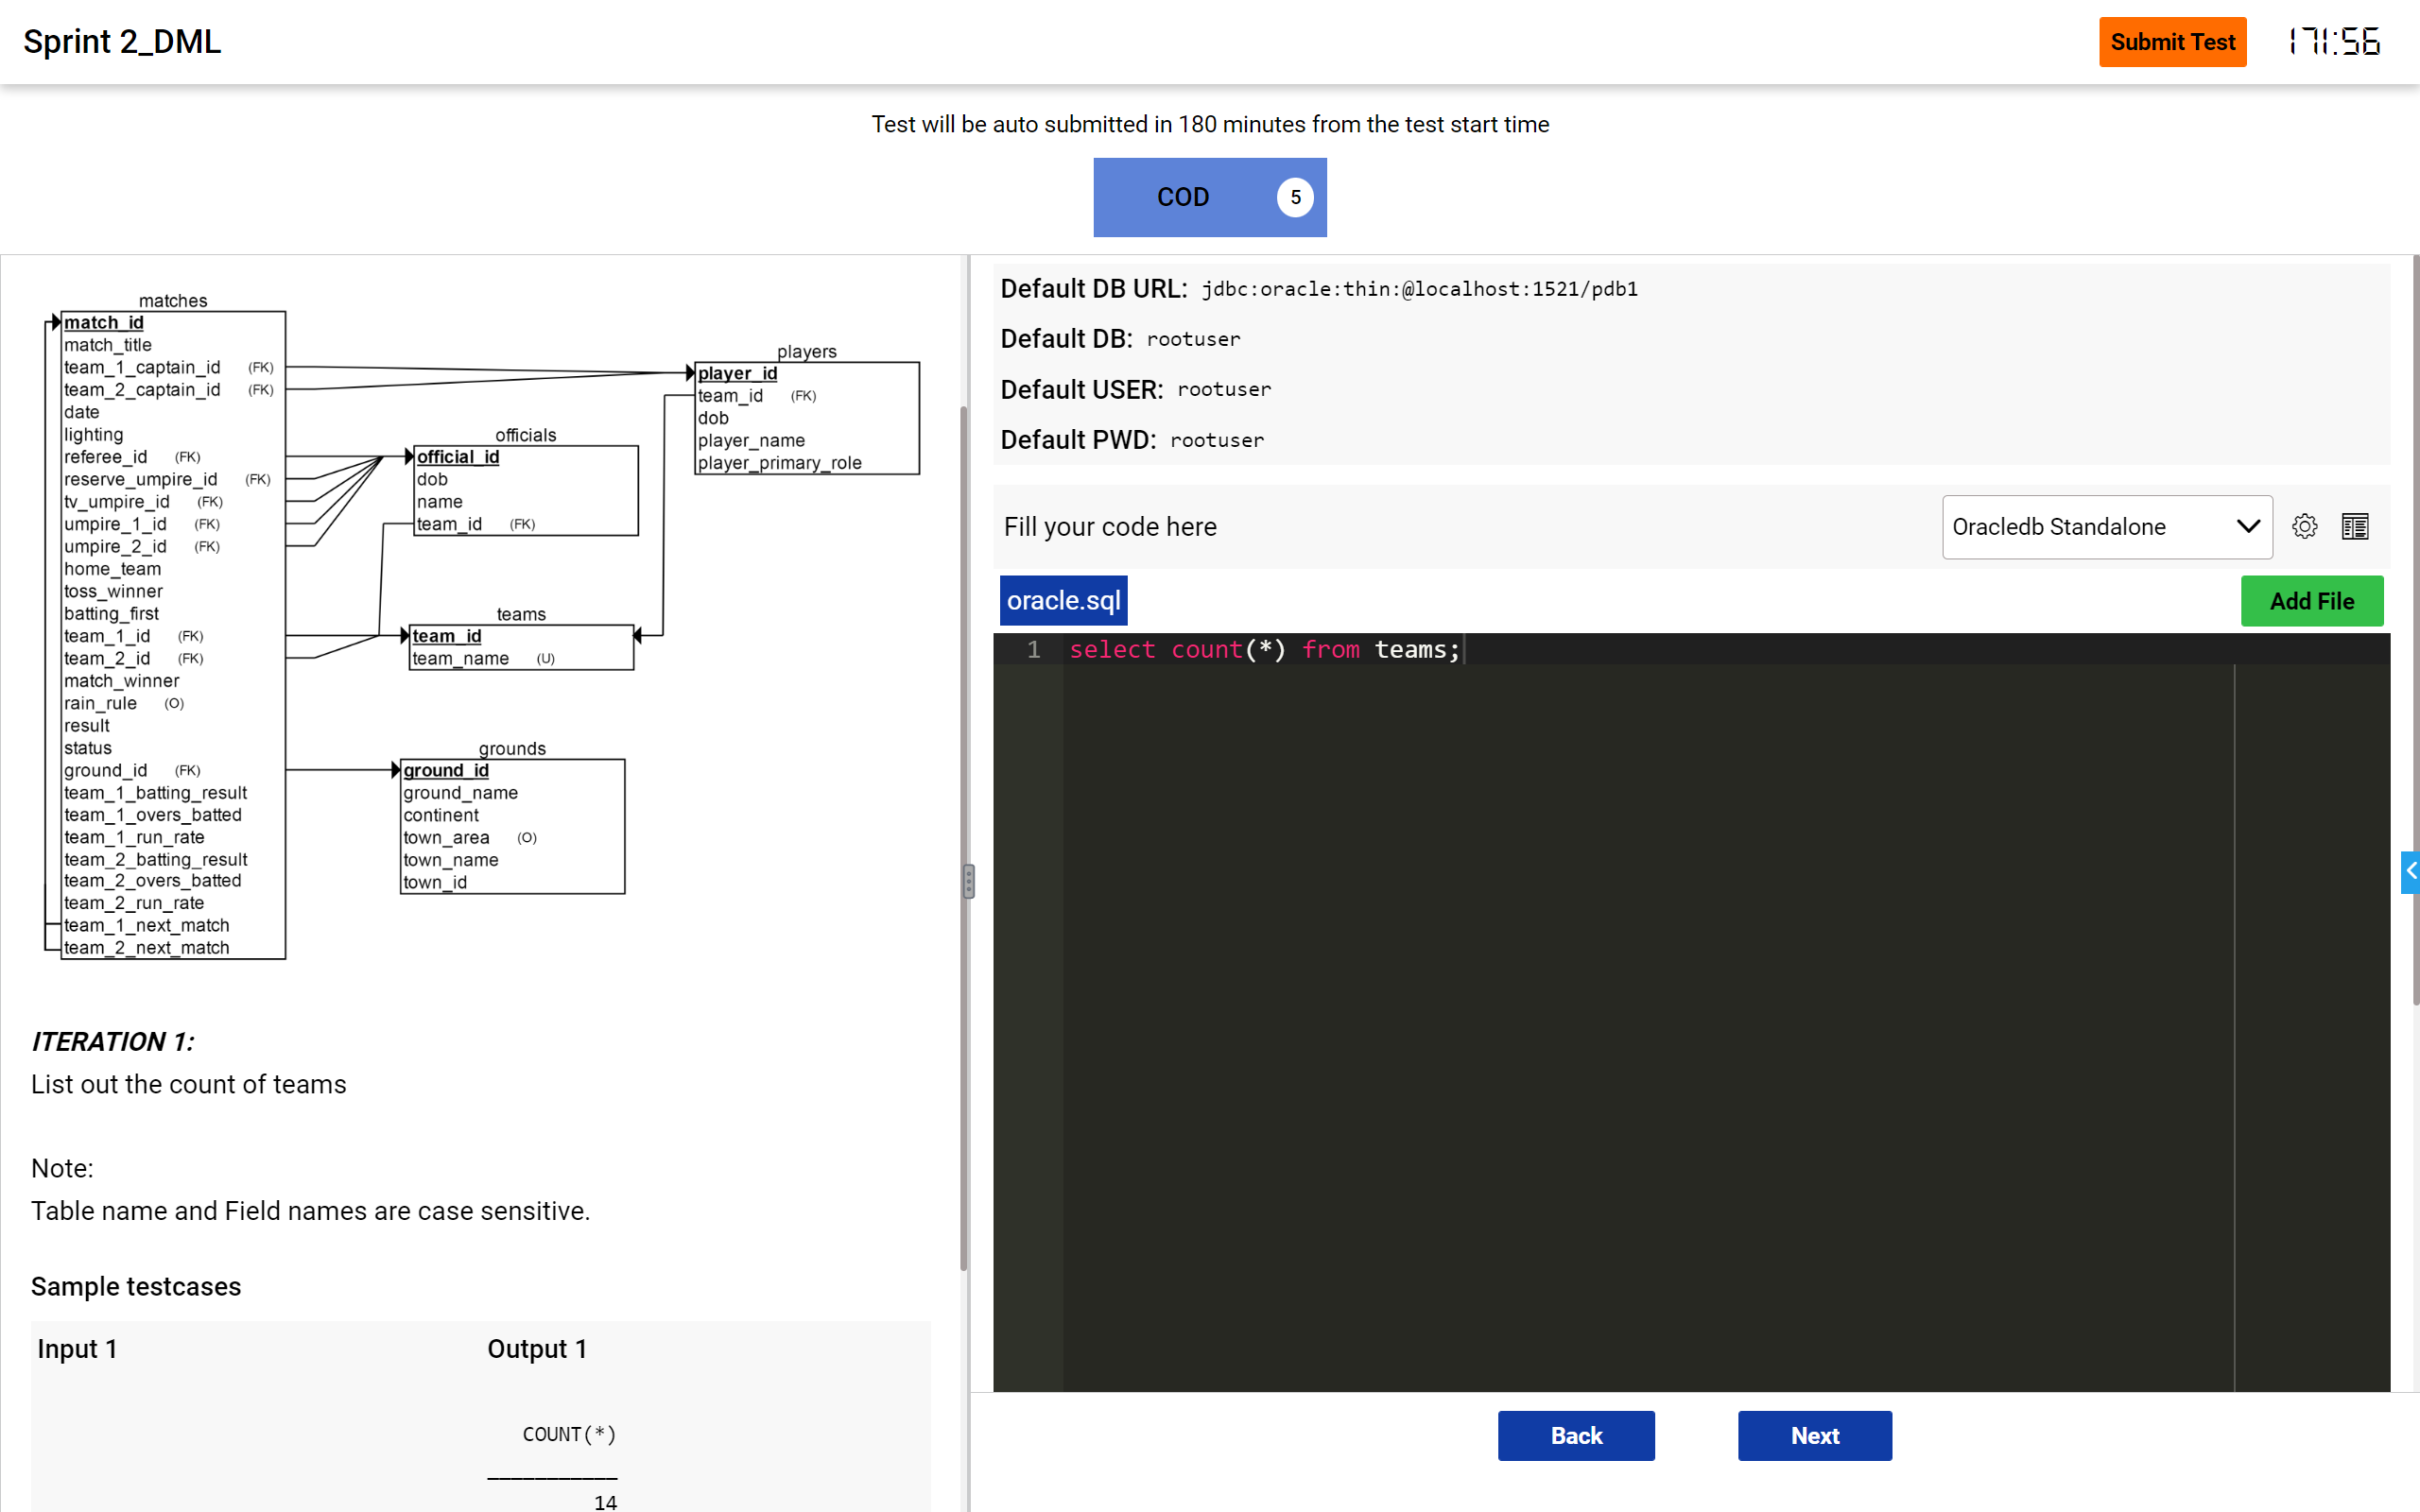 Sprint 2_DML
Submit Test
171:56
Test will be auto submitted in 180 minutes from the test start time
COD 5
matches
match_id
match_title
team_1_captain_id (FK)
team_2_captain_id (FK)
date
lighting
referee_id (FK)
reserve_umpire_id (FK)
tv_umpire_id (FK)
umpire_1_id (FK)
umpire_2_id (FK)
home_team
toss_winner
batting_first
team_1_id (FK)
team_2_id (FK)
match_winner
rain_rule (O)
result
status
ground_id (FK)
team_1_batting_result
team_1_overs_batted
team_1_run_rate
team_2_batting_result
team_2_overs_batted
team_2_run_rate
team_1_next_match
team_2_next_match
players
player_id
team_id (FK)
dob
player_name
player_primary_role
officials
official_id
dob
name
team_id (FK)
teams
team_id
team_name (U)
grounds
ground_id
ground_name
continent
town_area (O)
town_name
town_id
ITERATION 1:
List out the count of teams
Note:
Table name and Field names are case sensitive.
Sample testcases
Input 1
Output 1
COUNT(*)
___________
14
Default DB URL: jdbc:oracle:thin:@localhost:1521/pdb1
Default DB: rootuser
Default USER: rootuser
Default PWD: rootuser
Fill your code here
Oracledb Standalone
oracle.sql
Add File
1 select count(*) from teams;
Back
Next